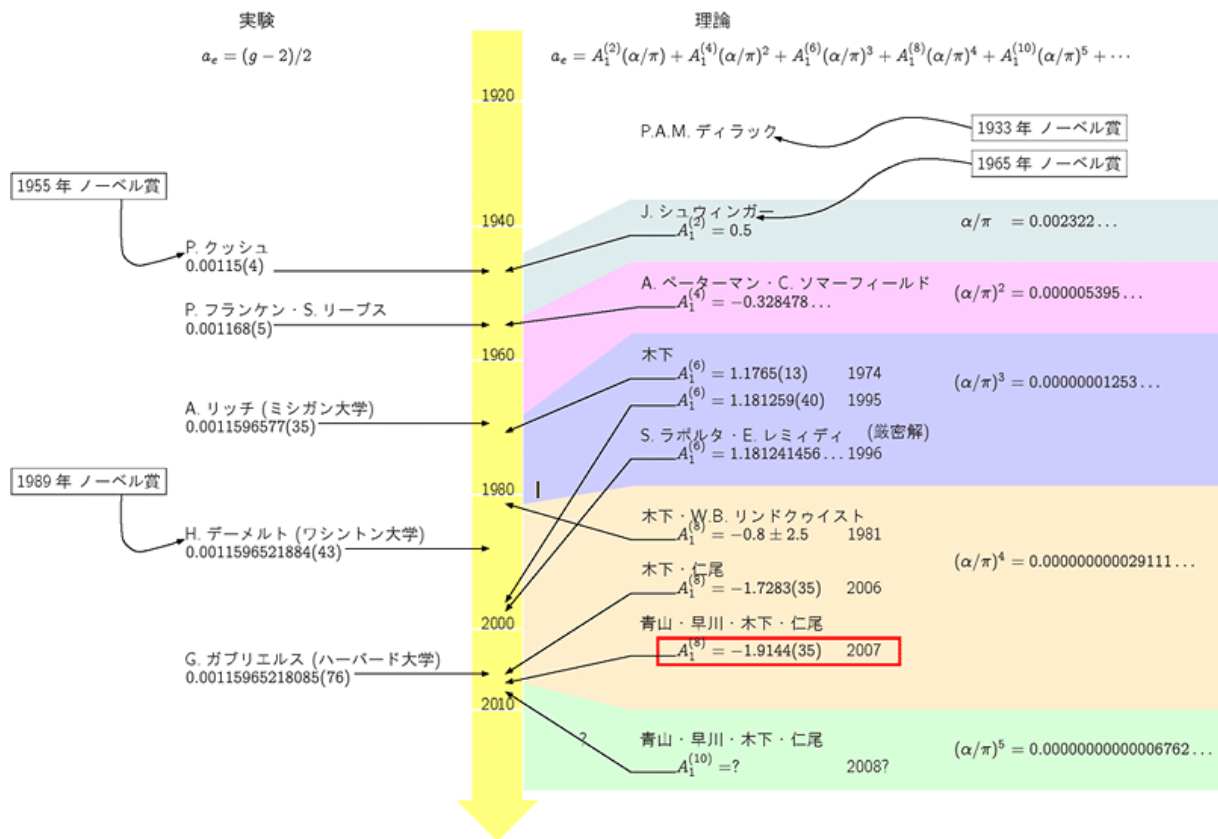 実験
a_e = (g − 2)/2
理論
a_e = A_1^{(2)}(α/π) + A_1^{(4)}(α/π)^2 + A_1^{(6)}(α/π)^3 + A_1^{(8)}(α/π)^4 + A_1^{(10)}(α/π)^5 + ⋯
1920
P.A.M. ディラック
1933 年 ノーベル賞
1965 年 ノーベル賞
1955 年 ノーベル賞
J. シュウィンガー
A_1^{(2)} = 0.5
α/π = 0.002322...
1940
P. クッシュ
0.00115(4)
A. ペーターマン・C. ソマーフィールド
A_1^{(4)} = −0.328478...
(α/π)^2 = 0.000005395...
P. フランケン・S. リーブス
0.001168(5)
1960
木下
A_1^{(6)} = 1.1765(13) 1974
A_1^{(6)} = 1.181259(40) 1995
(α/π)^3 = 0.00000001253...
A. リッチ (ミシガン大学)
0.0011596577(35)
S. ラポルタ・E. レミィディ (厳密解)
A_1^{(6)} = 1.181241456... 1996
1989 年 ノーベル賞
1980
木下・W.B. リンドクゥイスト
A_1^{(8)} = −0.8 ± 2.5 1981
H. デーメルト (ワシントン大学)
0.0011596521884(43)
(α/π)^4 = 0.000000000029111...
木下・仁尾
A_1^{(8)} = −1.7283(35) 2006
2000
青山・早川・木下・仁尾
A_1^{(8)} = −1.9144(35) 2007
G. ガブリエルス (ハーバード大学)
0.00115965218085(76)
2010
?
青山・早川・木下・仁尾
A_1^{(10)} =? 2008?
(α/π)^5 = 0.00000000000006762...